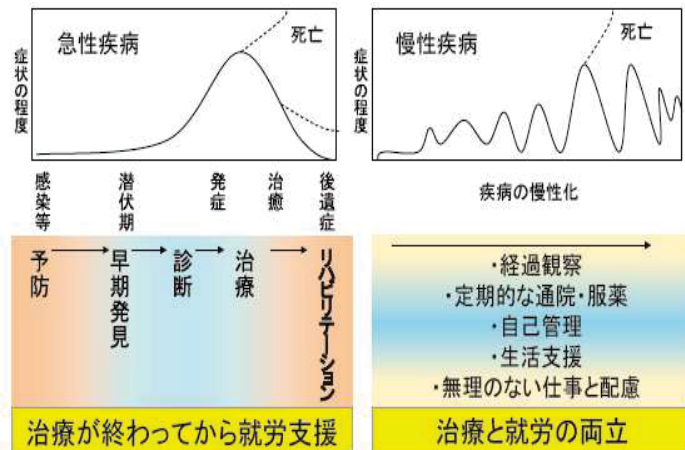 急性疾病
死亡
症状の程度
感染等
潜伏期
発症
治癒
後遺症
予防
早期発見
診断
治療
リハビリテーション
治療が終わってから就労支援
慢性疾病
死亡
症状の程度
疾病の慢性化
・経過観察
・定期的な通院・服薬
・自己管理
・生活支援
・無理のない仕事と配慮
治療と就労の両立